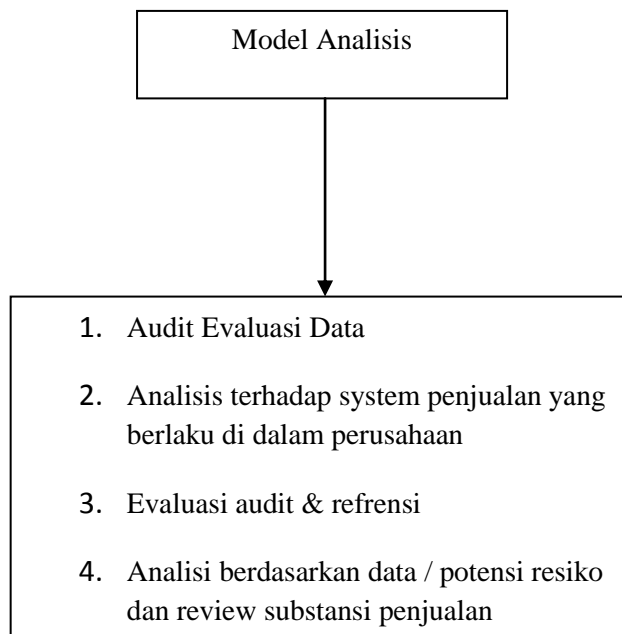 Model Analisis
1. Audit Evaluasi Data
2. Analisis terhadap system penjualan yang
berlaku di dalam perusahaan
3. Evaluasi audit & refrensi
4. Analisi berdasarkan data / potensi resiko
dan review substansi penjualan